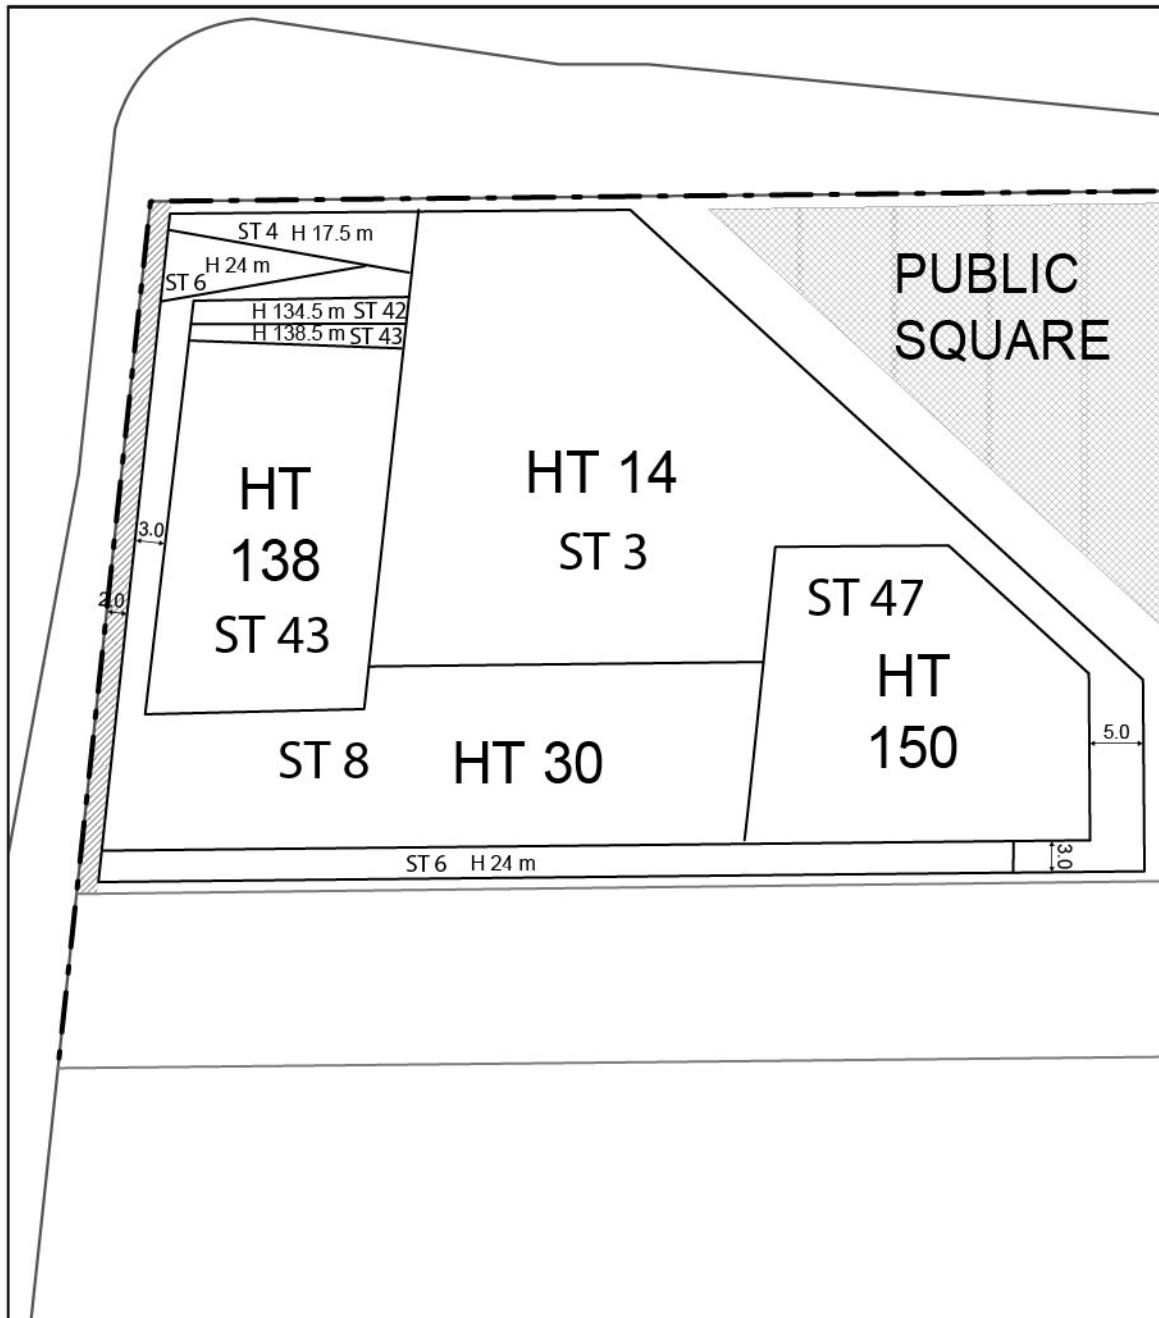 ST 4 H 17.5 m
H 24 m
ST 6
PUBLIC
SQUARE
H 134.5 m ST 42
H 138.5 m ST 43
HT
138
ST 43
HT 14
ST 3
3.0
2.0
ST 47
HT
150
5.0
ST 8 HT 30
ST 6 H 24 m
3.0